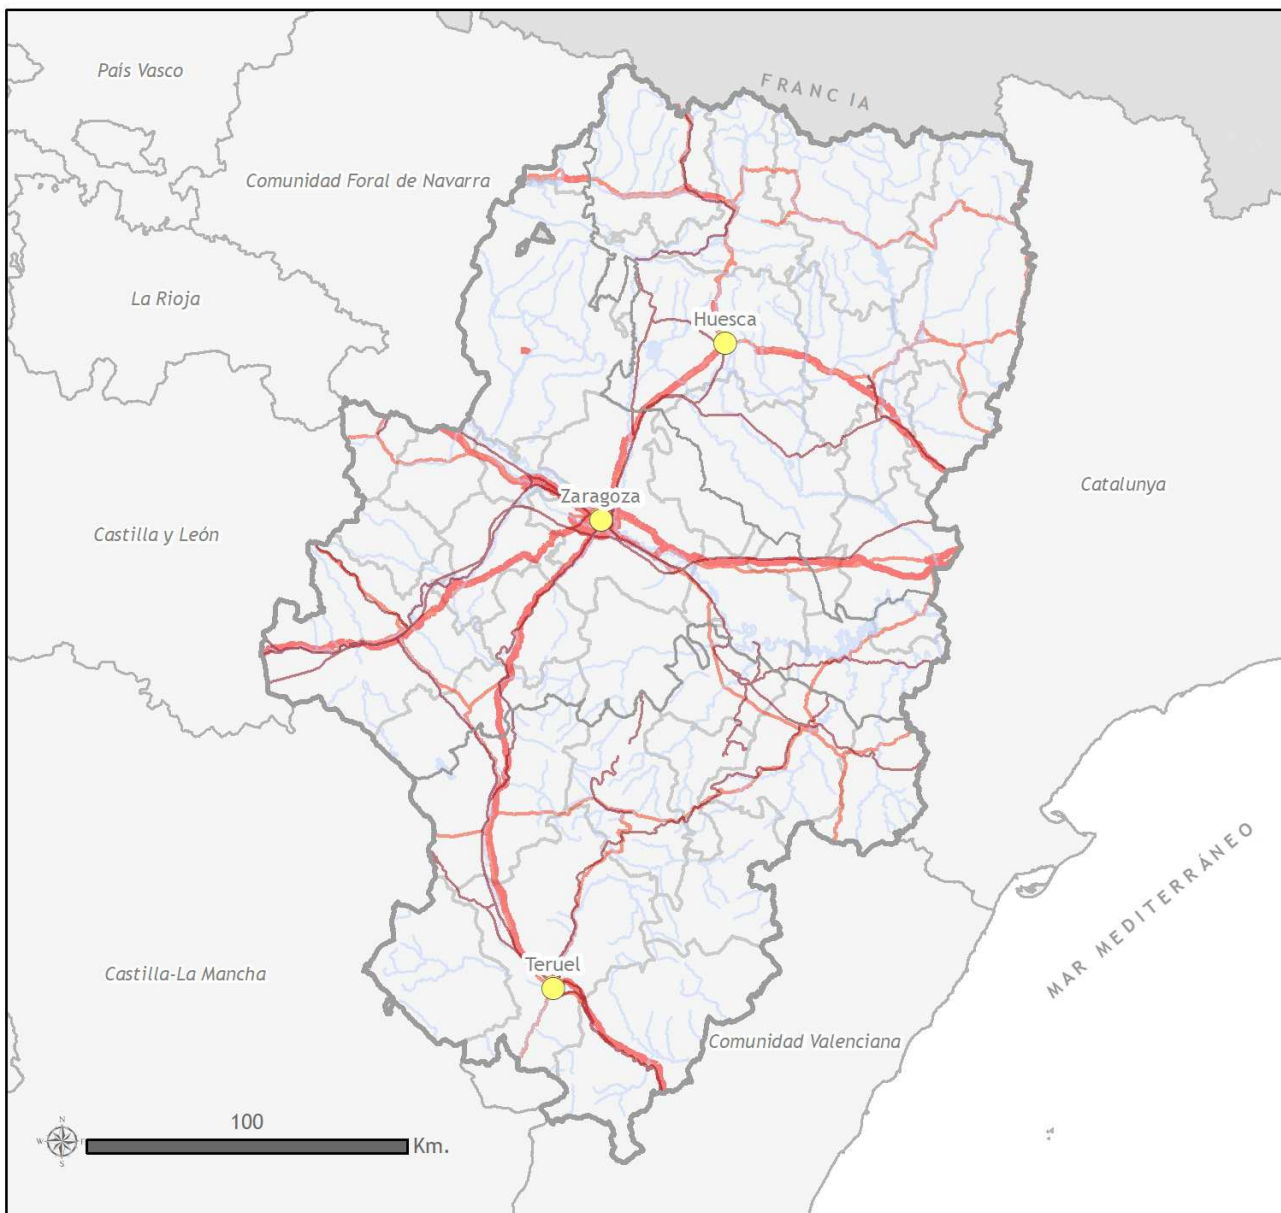 País Vasco
FRANCIA
Comunidad Foral de Navarra
La Rioja
Huesca
Catalunya
Zaragoza
Castilla y León
MAR MEDITERRÁNEO
Teruel
Castilla-La Mancha
Comunidad Valenciana
N
W
E
S
100
Km.